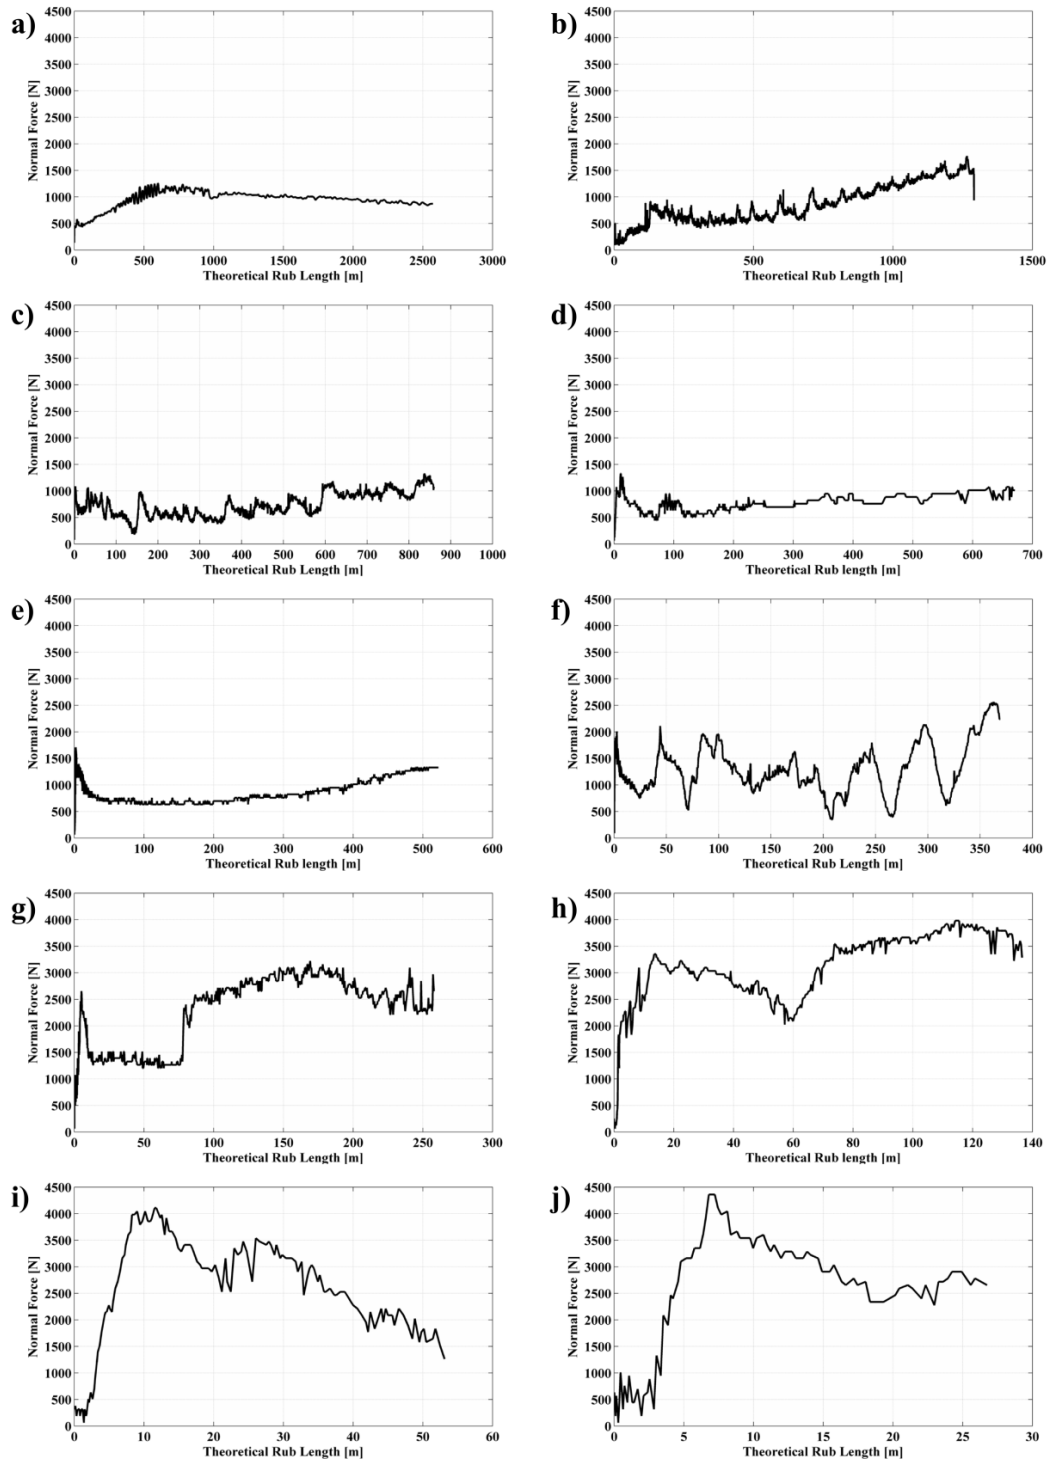 a)
4500
4000
3500
3000
2500
2000
1500
1000
500
0
Normal Force [N]
0 500 1000 1500 2000 2500 3000
Theoretical Rub Length [m]
b)
4500
4000
3500
3000
2500
2000
1500
1000
500
0
Normal Force [N]
0 500 1000 1500
Theoretical Rub Length [m]
c)
4500
4000
3500
3000
2500
2000
1500
1000
500
0
Normal Force [N]
0 100 200 300 400 500 600 700 800 900 1000
Theoretical Rub Length [m]
d)
4500
4000
3500
3000
2500
2000
1500
1000
500
0
Normal Force [N]
0 100 200 300 400 500 600 700
Theoretical Rub length [m]
e)
4500
4000
3500
3000
2500
2000
1500
1000
500
0
Normal Force [N]
0 100 200 300 400 500 600
Theoretical Rub length [m]
f)
4500
4000
3500
3000
2500
2000
1500
1000
500
0
Normal Force [N]
0 50 100 150 200 250 300 350 400
Theoretical Rub Length [m]
g)
4500
4000
3500
3000
2500
2000
1500
1000
500
0
Normal Force [N]
0 50 100 150 200 250 300
Theoretical Rub Length [m]
h)
4500
4000
3500
3000
2500
2000
1500
1000
500
0
Normal Force [N]
0 20 40 60 80 100 120 140
Theoretical Rub length [m]
i)
4500
4000
3500
3000
2500
2000
1500
1000
500
0
Normal Force [N]
0 10 20 30 40 50 60
Theoretical Rub Length [m]
j)
4500
4000
3500
3000
2500
2000
1500
1000
500
0
Normal Force [N]
0 5 10 15 20 25 30
Theoretical Rub Length [m]